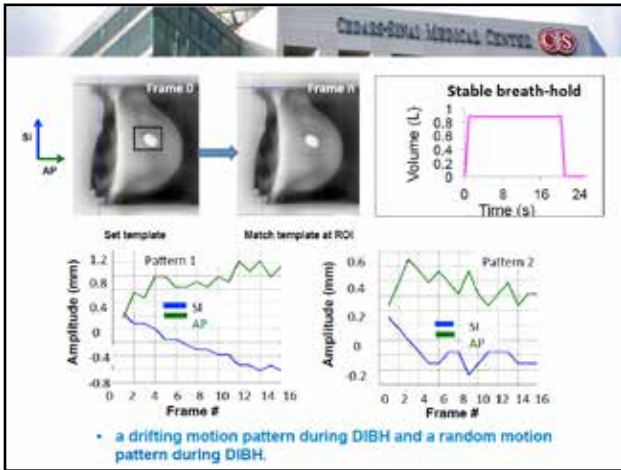 CEDARS-SINAI MEDICAL CENTER
Frame 0
Frame n
SI
AP
Set template
Match template at ROI
Stable breath-hold
Volume (L)
1
0.8
0.6
0.4
0.2
0
0 8 16 24
Time (s)
Pattern 1
Amplitude (mm)
1.2
0.8
0.4
0
-0.4
-0.8
SI
AP
0 2 4 6 8 10 12 14 16
Frame #
Pattern 2
Amplitude (mm)
0.6
0.4
0.2
0
-0.2
SI
AP
0 2 4 6 8 10 12 14 16
Frame #
• a drifting motion pattern during DIBH and a random motion
pattern during DIBH.